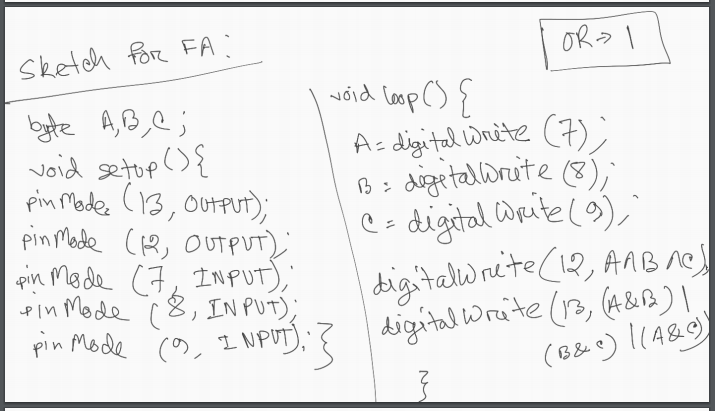 Sketch for FA:
byte A,B,C;
void setup(){
pinMode (13, OUTPUT);
pinMode (12, OUTPUT);
pinMode (7, INPUT);
pinMode (8, INPUT);
pinMode (9, INPUT); }
OR→ 1
void loop() {
A = digitalWrite (7);
B = digitalWrite (8);
C = digitalWrite (9);
digitalWrite (12, A^B^C);
digitalWrite (13, (A&B) |
(B&C) |(A&C)
}